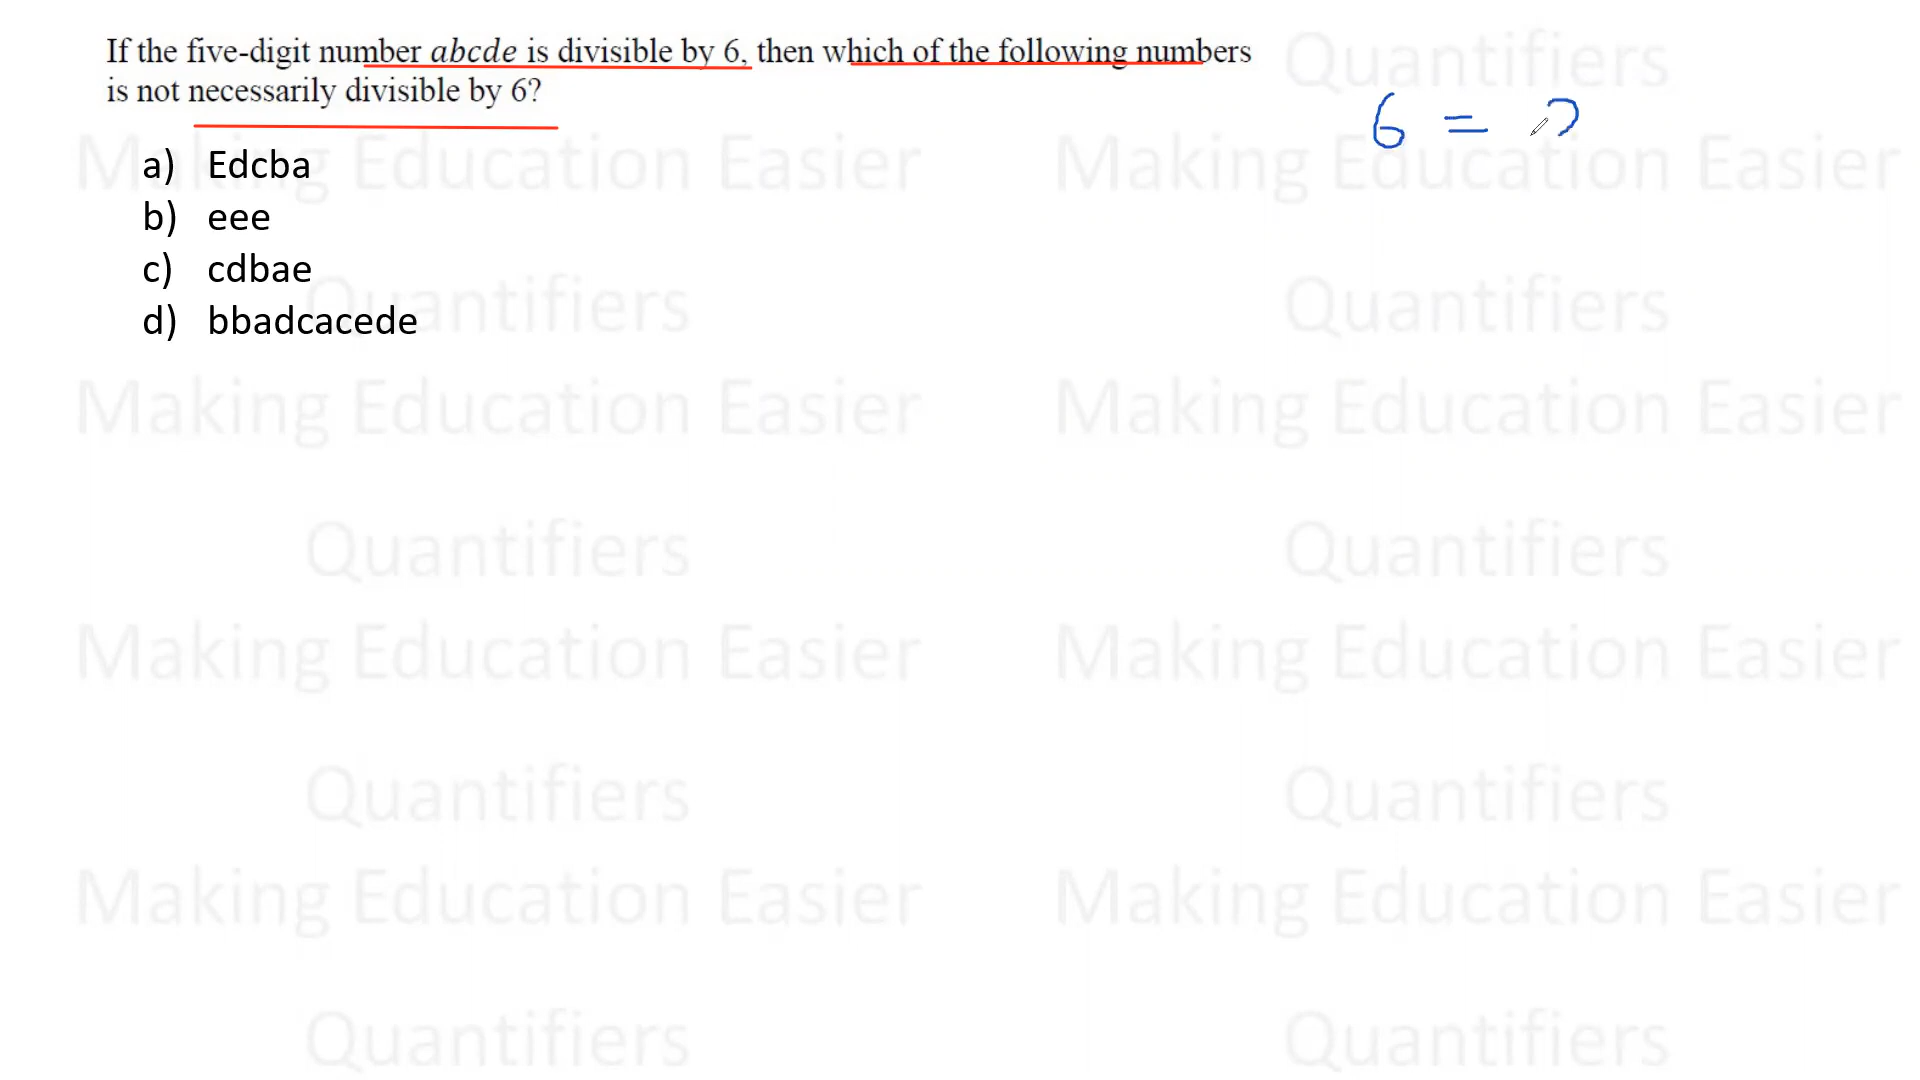 If the five-digit number abcde is divisible by 6, then which of the following numbers
is not necessarily divisible by 6?
6 = 2
a) Edcba
b) eee
c) cdbae
d) bbadcacede
Quantifiers
Making Education Easier Making Education Easier
Quantifiers Quantifiers
Making Education Easier Making Education Easier
Quantifiers Quantifiers
Making Education Easier Making Education Easier
Quantifiers Quantifiers
Making Education Easier Making Education Easier
Quantifiers Quantifiers